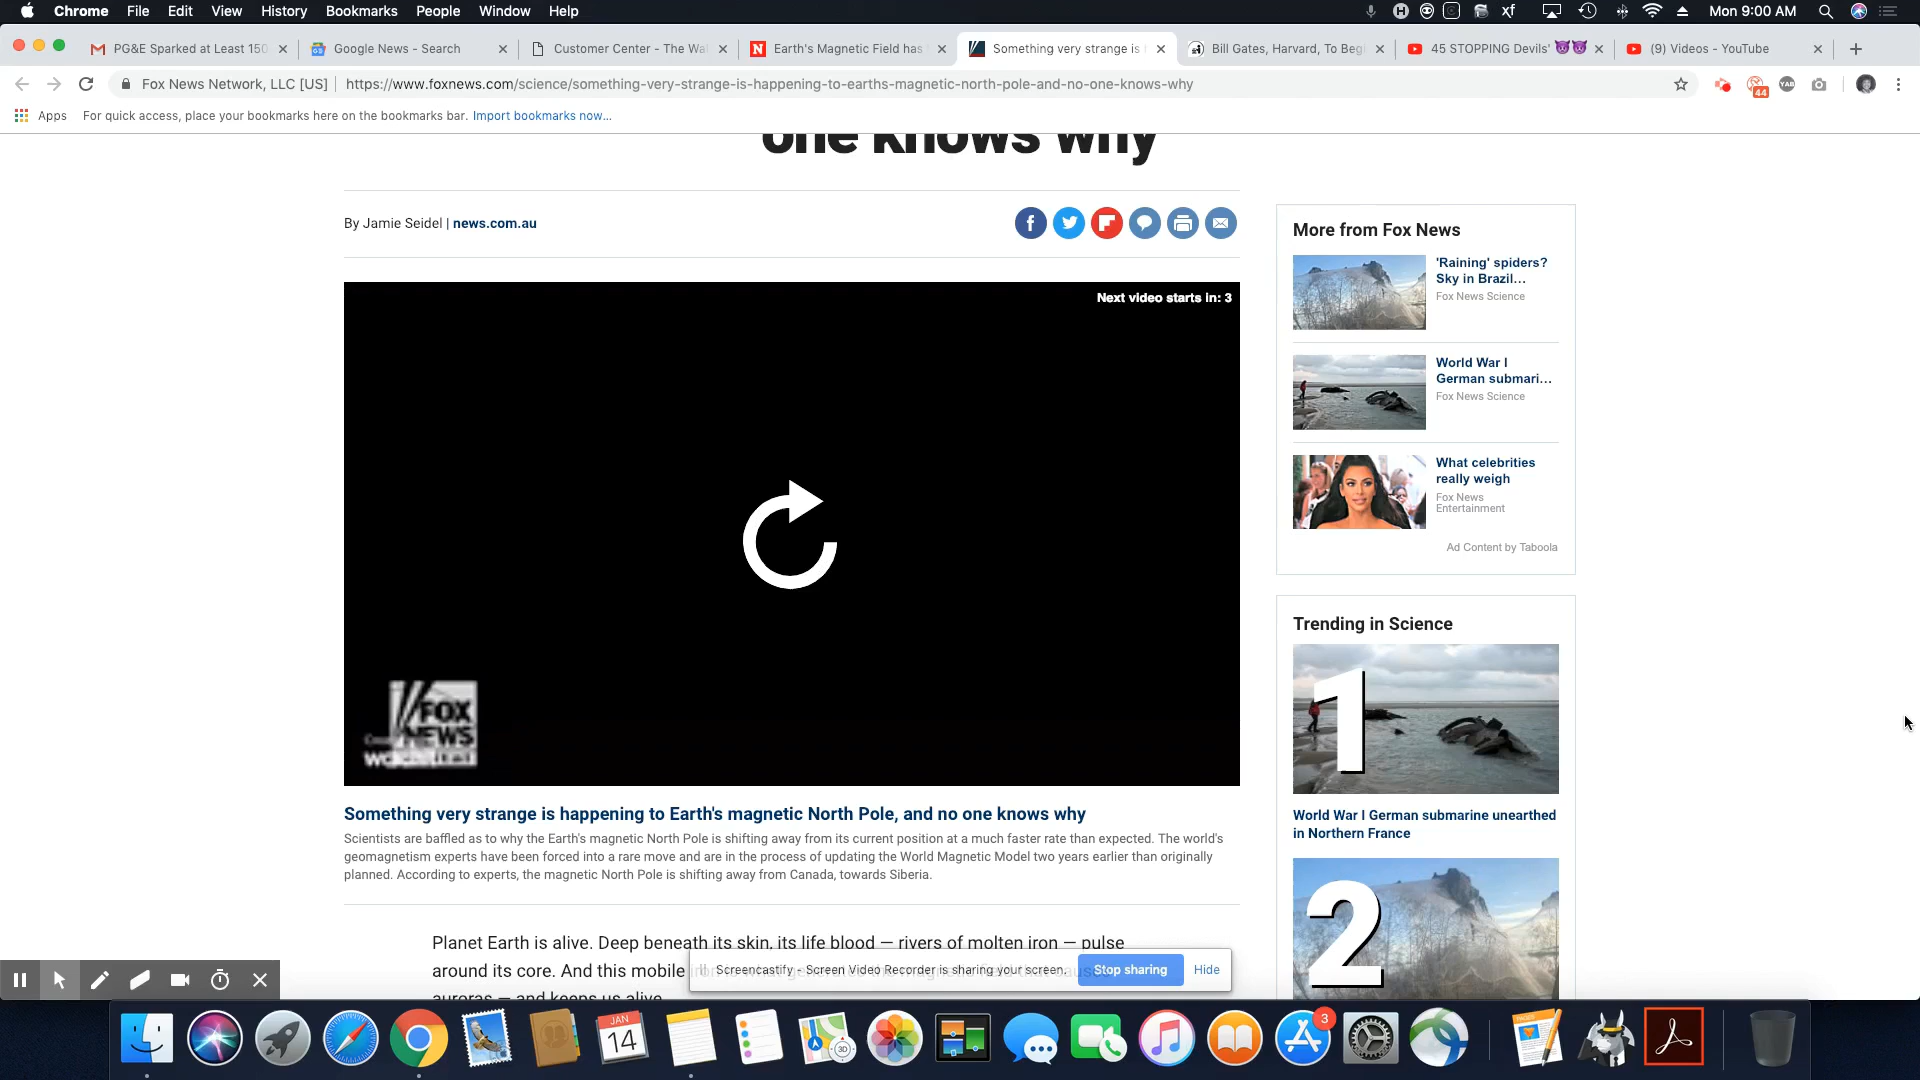 Chrome File Edit View History Bookmarks People Window Help
Mon 9:00 AM
PG&E Sparked at Least 150
Google News - Search
Customer Center - The Wal
Earth's Magnetic Field has
Something very strange is
Bill Gates, Harvard, To Begi
45 STOPPING Devils'
(9) Videos - YouTube
Fox News Network, LLC [US] | https://www.foxnews.com/science/something-very-strange-is-happening-to-earths-magnetic-north-pole-and-no-one-knows-why
44
YAB
Apps For quick access, place your bookmarks here on the bookmarks bar. Import bookmarks now...
one knows why
By Jamie Seidel | news.com.au
Next video starts in: 3
FOX
NEWS
Something very strange is happening to Earth's magnetic North Pole, and no one knows why
Scientists are baffled as to why the Earth's magnetic North Pole is shifting away from its current position at a much faster rate than expected. The world's
geomagnetism experts have been forced into a rare move and are in the process of updating the World Magnetic Model two years earlier than originally
planned. According to experts, the magnetic North Pole is shifting away from Canada, towards Siberia.
Planet Earth is alive. Deep beneath its skin, its life blood — rivers of molten iron — pulse
around its core. And this mobile
auroras — and keeps us alive.
More from Fox News
'Raining' spiders?
Sky in Brazil...
Fox News Science
World War I
German submari...
Fox News Science
What celebrities
really weigh
Fox News
Entertainment
Ad Content by Taboola
Trending in Science
1
World War I German submarine unearthed
in Northern France
2
Screencastify - Screen Video Recorder is sharing your screen.
Stop sharing
Hide
JAN
14
3D
3
PAGES